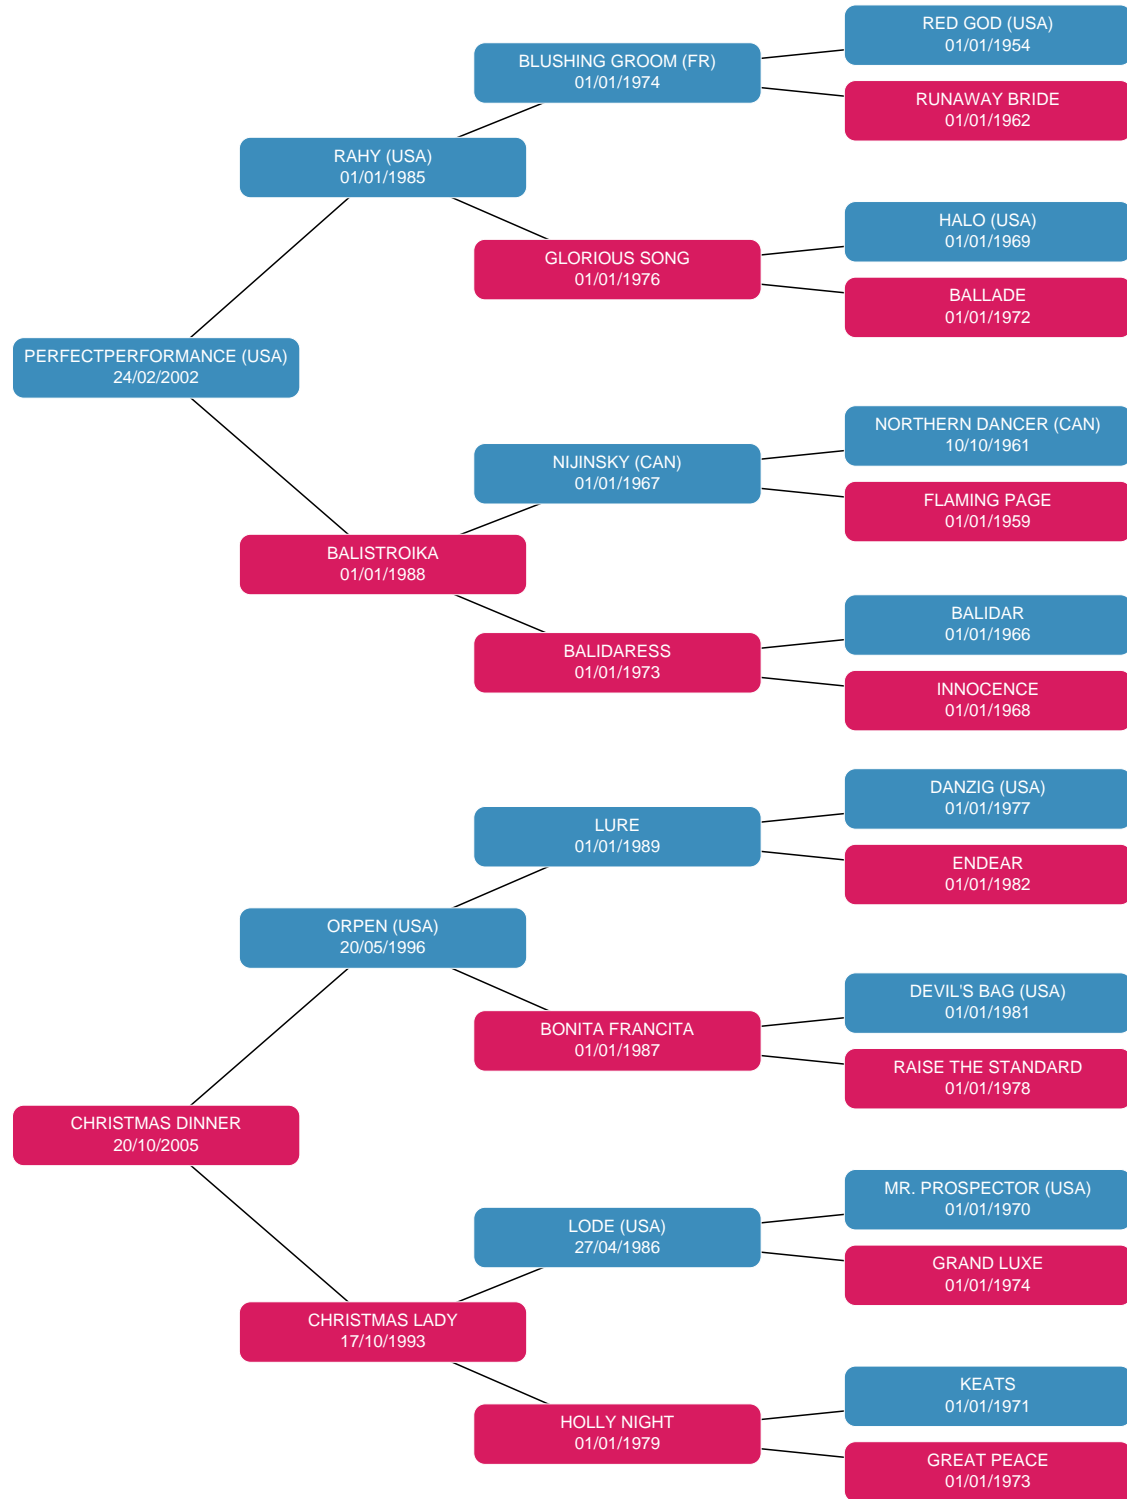 RED GOD (USA)
01/01/1954
BLUSHING GROOM (FR)
01/01/1974
RUNAWAY BRIDE
01/01/1962
RAHY (USA)
01/01/1985
HALO (USA)
01/01/1969
GLORIOUS SONG
01/01/1976
BALLADE
01/01/1972
PERFECTPERFORMANCE (USA)
24/02/2002
NORTHERN DANCER (CAN)
10/10/1961
NIJINSKY (CAN)
01/01/1967
FLAMING PAGE
01/01/1959
BALISTROIKA
01/01/1988
BALIDAR
01/01/1966
BALIDARESS
01/01/1973
INNOCENCE
01/01/1968
DANZIG (USA)
01/01/1977
LURE
01/01/1989
ENDEAR
01/01/1982
ORPEN (USA)
20/05/1996
DEVIL'S BAG (USA)
01/01/1981
BONITA FRANCITA
01/01/1987
RAISE THE STANDARD
01/01/1978
CHRISTMAS DINNER
20/10/2005
MR. PROSPECTOR (USA)
01/01/1970
LODE (USA)
27/04/1986
GRAND LUXE
01/01/1974
CHRISTMAS LADY
17/10/1993
KEATS
01/01/1971
HOLLY NIGHT
01/01/1979
GREAT PEACE
01/01/1973